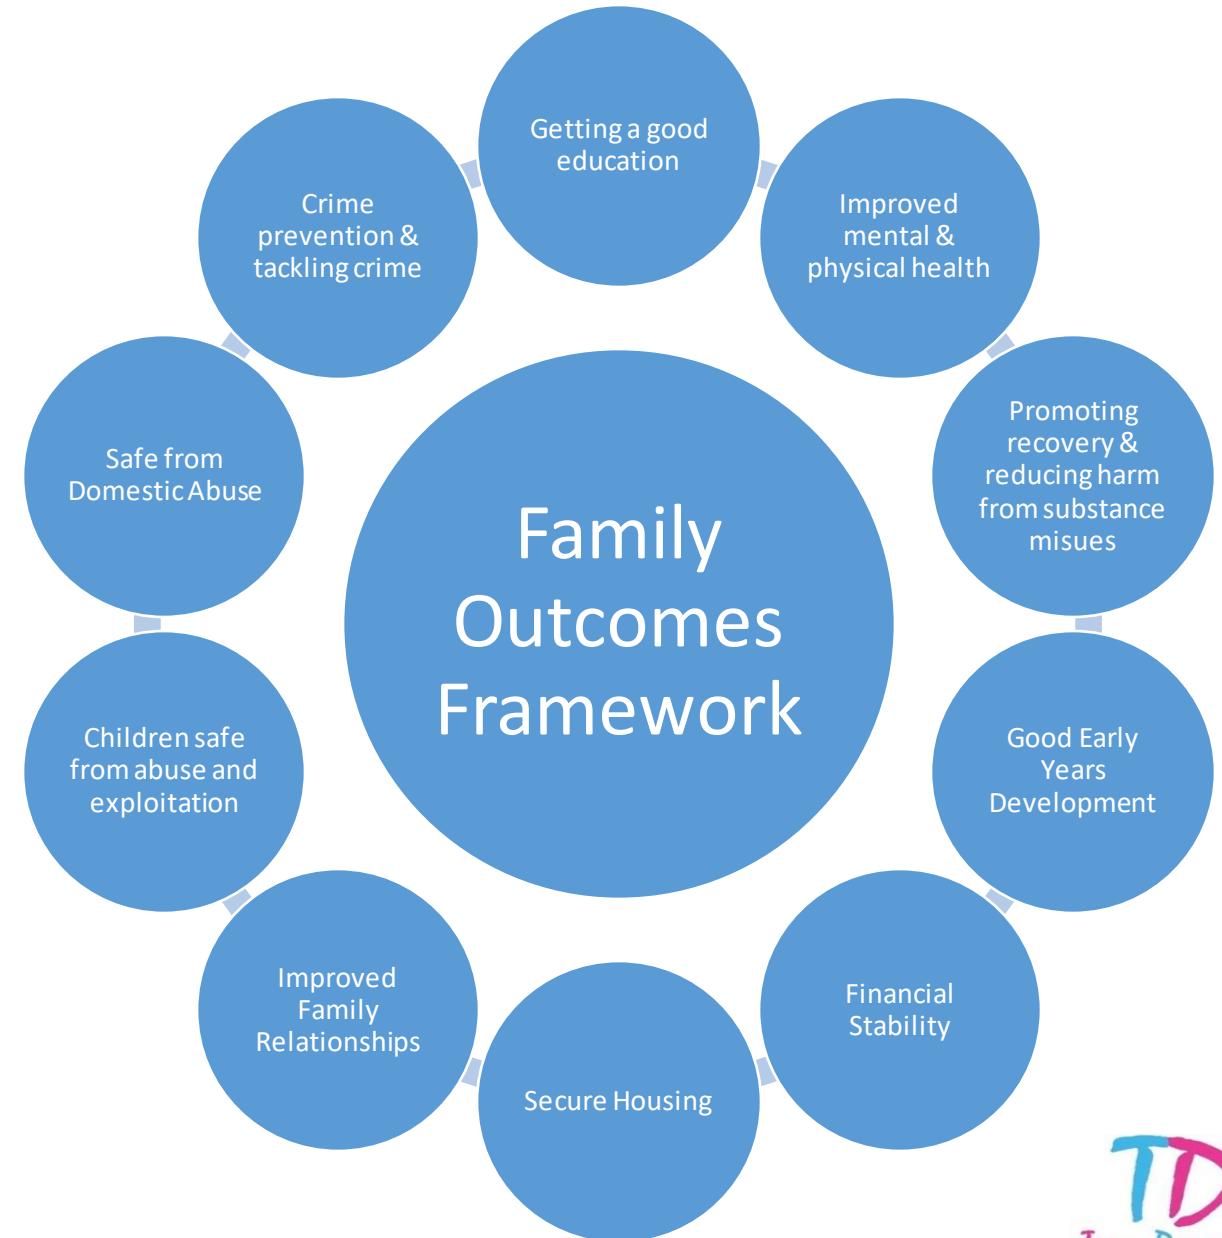 Getting a good
education
Improved
mental &
physical health
Promoting
recovery &
reducing harm
from substance
misues
Good Early
Years
Development
Financial
Stability
Secure Housing
Improved
Family
Relationships
Children safe
from abuse and
exploitation
Safe from
Domestic Abuse
Crime
prevention &
tackling crime
Family
Outcomes
Framework
TD